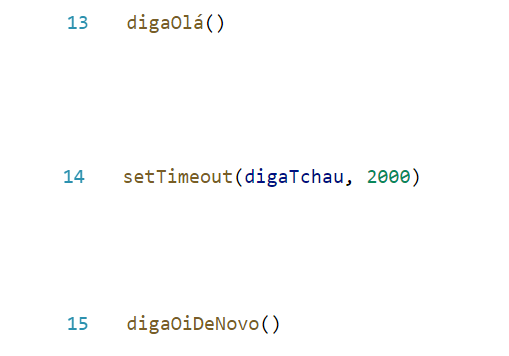 13 digaOlá()
14 setTimeout(digaTchau, 2000)
15 digaOiDeNovo()